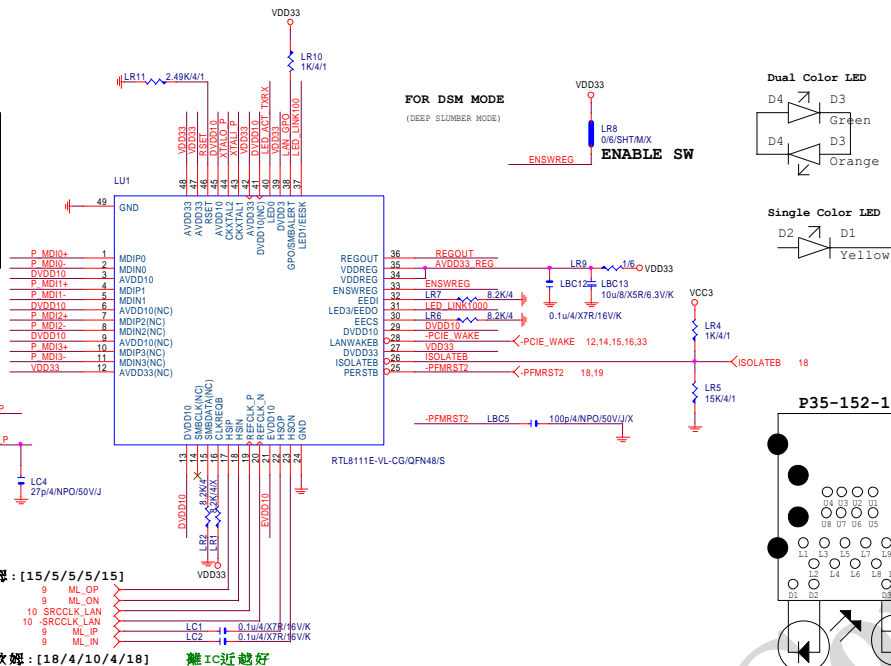 VDD33
LR10
1K/4/1
LR11 2.49K/4/1
VDD33
VDD33
RSET
DVDD10
XTALO_P
XTALI_P
VDD33
DVDD10
LED_ACT_TXRX
VDD33
LAN_GPO
LED_LINK100
48 47 46 45 44 43 42 41 40 39 38 37
FOR DSM MODE
(DEEP SLUMBER MODE)
VDD33
LR8
0/6/SHT/M/X
ENABLE SW
ENSWREG
Dual Color LED
D4 D3
Green
D4 D3
Orange
Single Color LED
D2 D1
Yellow
LU1
49 GND
AVDD33
AVDD33
RSET
AVDD10
CKXTAL2
CKXTAL1
AVDD33
DVDD10(NC)
LED0
DVDD3
GPO/SMBALERT
LED1/EESK
P_MDI0+ 1 MDIP0
P_MDI0- 2 MDIN0
DVDD10 3 AVDD10
P_MDI1+ 4 MDIP1
P_MDI1- 5 MDIN1
DVDD10 6 AVDD10(NC)
P_MDI2+ 7 MDIP2(NC)
P_MDI2- 8 MDIN2(NC)
DVDD10 9 AVDD10(NC)
P_MDI3+ 10 MDIP3(NC)
P_MDI3- 11 MDIN3(NC)
VDD33 12 AVDD33(NC)
REGOUT 36 REGOUT
VDDREG 35 AVDD33_REG LR9 1/6 VDD33
VDDREG 34
ENSWREG 33 ENSWREG
EEDI 32 LR7 8.2K/4
LED3/EEDO 31 LED_LINK1000
EECS 30 LR6 8.2K/4
DVDD10 29 DVDD10
LANWAKEB 28 -PCIE_WAKE -PCIE_WAKE 12,14,15,16,33
DVDD33 27 VDD33
ISOLATEB 26 ISOLATEB ISOLATEB 18
PERSTB 25 -PFMRST2 -PFMRST2 18,19
LBC12 LBC13
10u/8/X5R/6.3V/K
0.1u/4/X7R/16V/K
VCC3
LR4
1K/4/1
LR5
15K/4/1
-PFMRST2 LBC5 100p/4/NPO/50V/J/X
DVDD10
SMBCLK(NC)
SMBDATA(NC)
CLKREQB
HSIP
HSIN
REFCLK_P
REFCLK_N
EVDD10
HSOP
HSON
GND
13 14 15 16 17 18 19 20 21 22 23 24
RTL8111E-VL-CG/QFN48/S
DVDD10
8.2K/4
8.2K/4/X
LR2
LR1
EVDD10
VDD33
P
LC4
27p/4/NPO/50V/J
:[15/5/5/5/15]
9 ML_OP
9 ML_ON
10 SRCCLK_LAN
10 -SRCCLK_LAN
9 ML_IP
9 ML_IN
LC1 0.1u/4/X7R/16V/K
LC2 0.1u/4/X7R/16V/K
欧姆:[18/4/10/4/18]
離IC近越好
P35-152-1
U4 U3 U2 U1
U8 U7 U6 U5
L1 L3 L5 L7 L9
L2 L4 L6 L8
D1 D2 D3